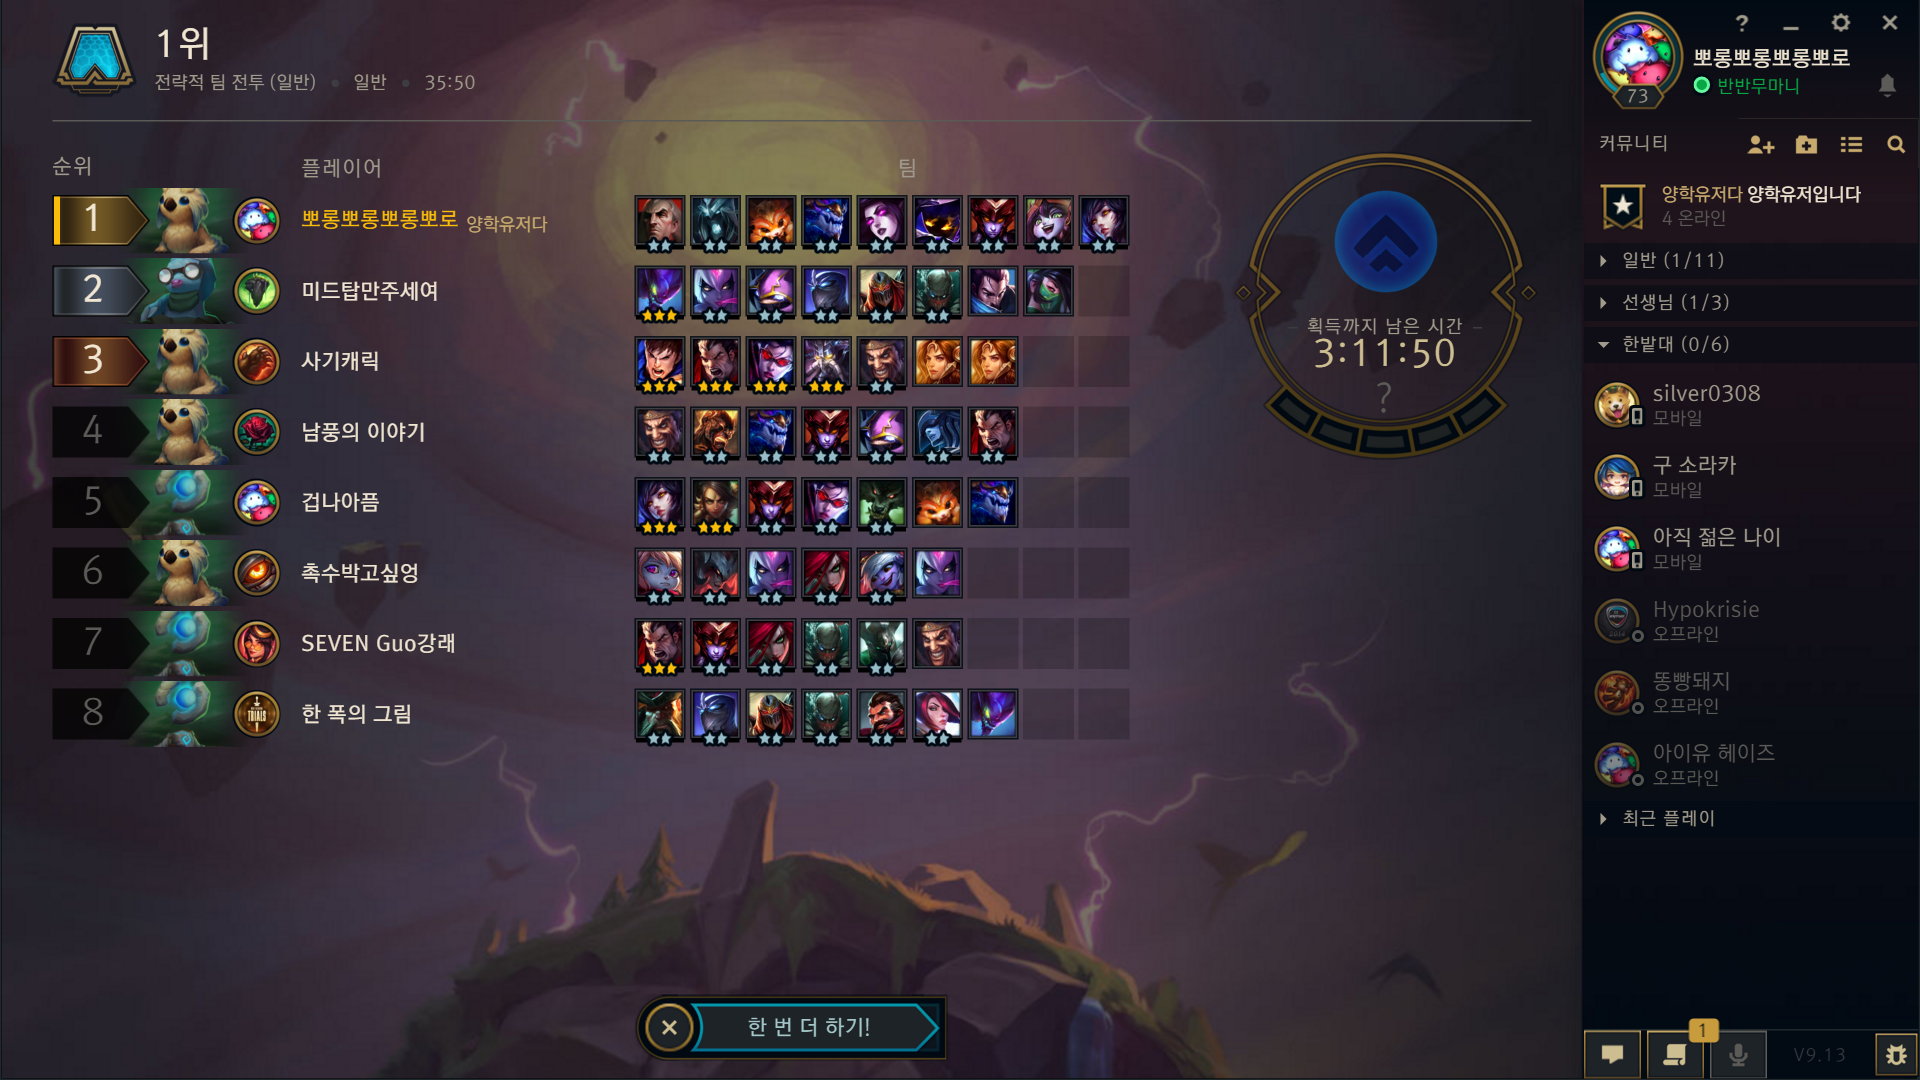 1위
전략적 팀 전투 (일반) • 일반 • 35:50
순위 플레이어 팀
1 뽀롱뽀롱뽀롱뽀로 양학유저다
2 미드탑만주세여
3 사기캐릭
4 남풍의 이야기
5 겁나아픔
6 촉수박고싶엉
7 SEVEN Guo강래
8 한 폭의 그림
TRIALS
획득까지 남은 시간
3:11:50
?
한 번 더 하기!
?
뽀롱뽀롱뽀롱뽀로
반반무마니
73
커뮤니티
양학유저다 양학유저입니다
4 온라인
일반 (1/11)
선생님 (1/3)
한밭대 (0/6)
silver0308
모바일
구 소라카
모바일
아직 젊은 나이
모바일
Hypokrisie
오프라인
똥빵돼지
오프라인
아이유 헤이즈
오프라인
최근 플레이
1
V9.13